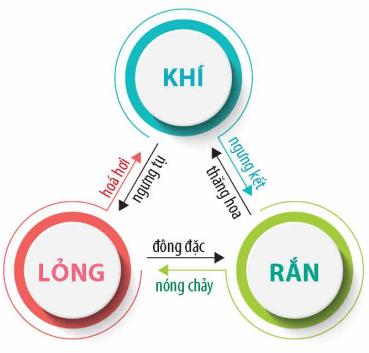 KHÍ
hoá hơi
ngưng tụ
ngưng kết
thăng hoa
LỎNG
đông đặc
nóng chảy
RẮN